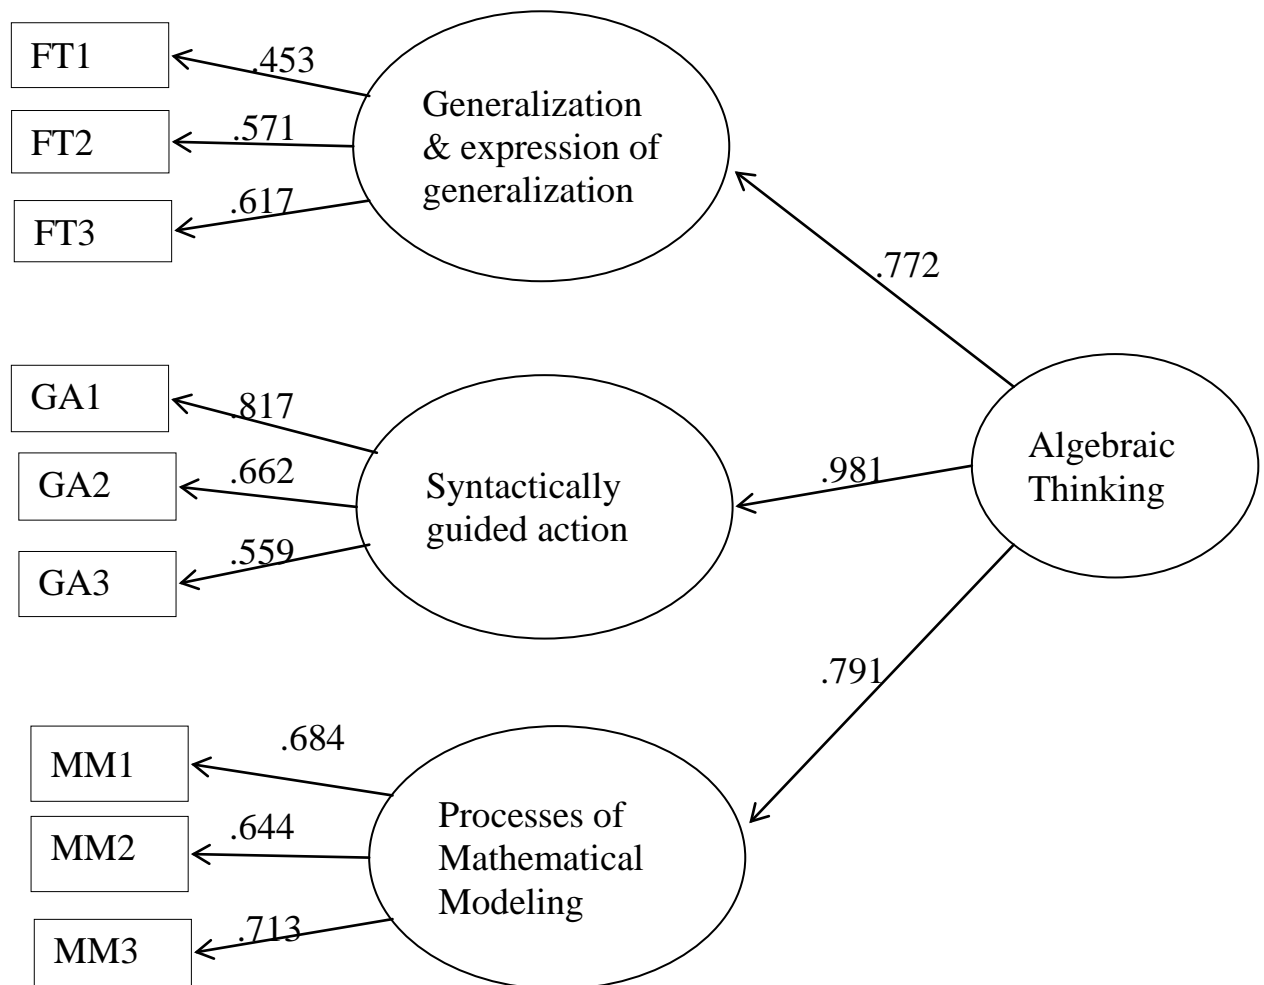 FT1
.453
FT2
.571
FT3
.617
Generalization
& expression of
generalization
.772
GA1
.817
GA2
.662
GA3
.559
Syntactically
guided action
.981
Algebraic
Thinking
.791
MM1
.684
MM2
.644
MM3
.713
Processes of
Mathematical
Modeling